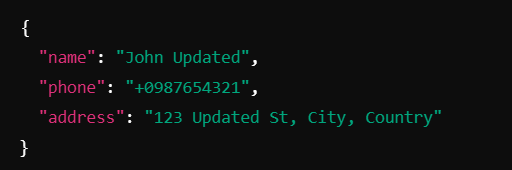 {
"name": "John Updated",
"phone": "+0987654321",
"address": "123 Updated St, City, Country"
}